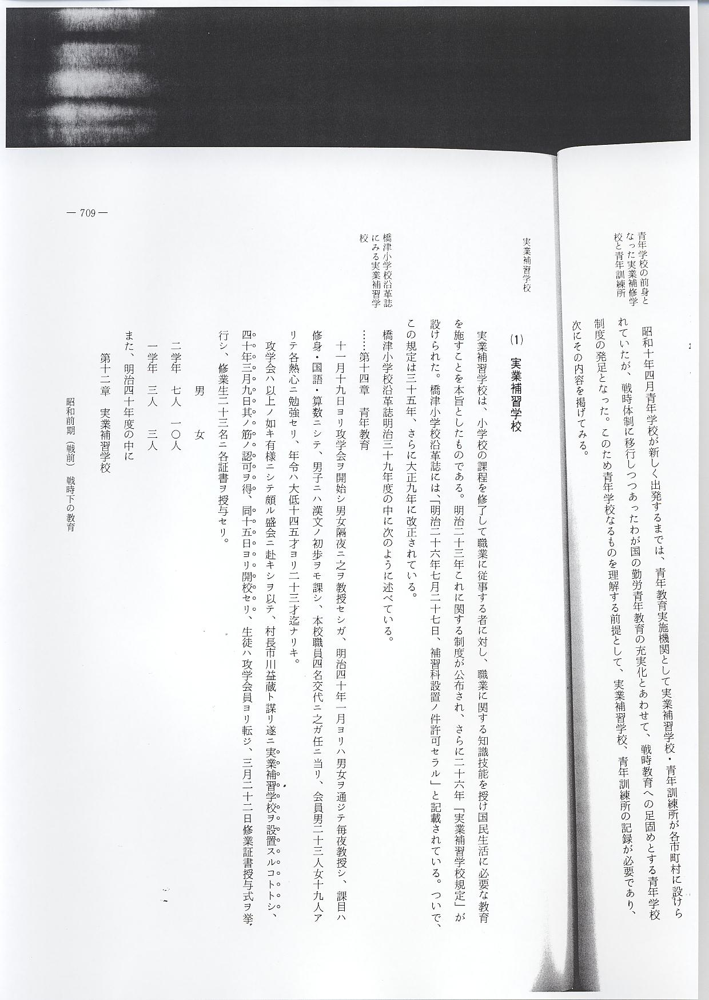 青年学校の前身と
なった実業補修学
校と青年訓練所
昭和十年四月青年学校が新しく出発するまでは、青年教育実施機関として実業補習学校・青年訓練所が各市町村に設けら
れていたが、戦時体制に移行しつつあったわが国の勤労青年教育の充実化とあわせて、戦時教育への足固めとする青年学校
制度の発足となった。このため青年学校なるものを理解する前提として、実業補習学校、青年訓練所の記録が必要であり、
次にその内容を掲げてみる。
実業補習学校
(1) 実業補習学校
実業補習学校は、小学校の課程を修了して職業に従事する者に対し、職業に関する知識技能を授け国民生活に必要な教育
を施すことを本旨としたものである。明治二十三年これに関する制度が公布され、さらに二十六年「実業補習学校規定」が
設けられた。橋津小学校沿革誌には、「明治二十六年七月二十七日、補習科設置ノ件許可セラル」と記載されている。ついで、
この規定は三十五年、さらに大正九年に改正されている。
橋津小学校沿革誌
にみる実業補習学
校
橋津小学校沿革誌明治三十九年度の中に次のように述べている。
……第十四章 青年教育
十一月十九日ヨリ攻学会ヲ開始シ男女隔夜ニ之ヲ教授セシガ、明治四十年一月ヨリハ男女ヲ通ジテ毎夜教授シ、課目ハ
修身・国語・算数ニシテ、男子ニハ漢文ノ初歩ヲモ課シ、本校職員四名交代ニ之ガ任ニ当リ、会員男二十三人女十九人ア
リテ各熱心ニ勉強セリ、年令ハ大低十四五才ヨリ二十三才迄ナリキ。
攻学会ハ以上ノ如キ有様ニシテ頗ル盛会ニ赴キシヲ以テ、村長市川益蔵ト謀リ遂ニ実業補習学校ヲ設置スルコトトシ、
四十年三月九日其ノ筋ノ認可ヲ得、同十五日ヨリ開校セリ、生徒ハ攻学会員ヨリ転ジ、三月二十二日修業証書授与式ヲ挙
行シ、修業生二十三名ニ各証書ヲ授与セリ。
男 女
二学年 七人 一〇人
一学年 三人 三人
また、明治四十年度の中に
第十二章 実業補習学校
昭和前期（戦前） 戦時下の教育
— 709 —